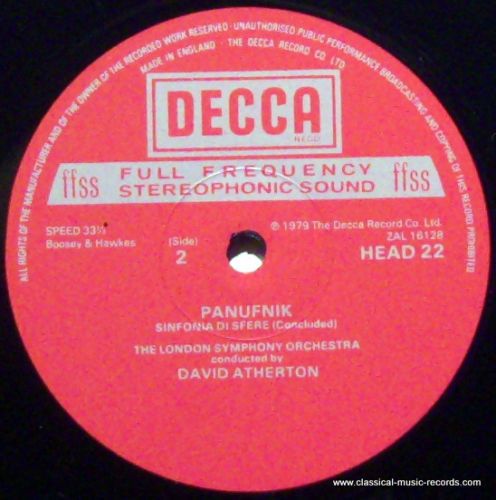 ALL RIGHTS OF THE MANUFACTURER AND OF THE OWNER OF THE RECORDED WORK RESERVED · UNAUTHORISED PUBLIC PERFORMANCE BROADCASTING AND COPYING OF THIS RECORD PROHIBITED
MADE IN ENGLAND · THE DECCA RECORD CO LTD
DECCA
REGD
ffss FULL FREQUENCY ffss
STEREOPHONIC SOUND
SPEED 33⅓ (Side) ℗ 1979 The Decca Record Co. Ltd.
Boosey & Hawkes 2 ZAL 16128
HEAD 22
PANUFNIK
SINFONIA DI SFERE (Concluded)
THE LONDON SYMPHONY ORCHESTRA
conducted by
DAVID ATHERTON
www.classical-music-records.com